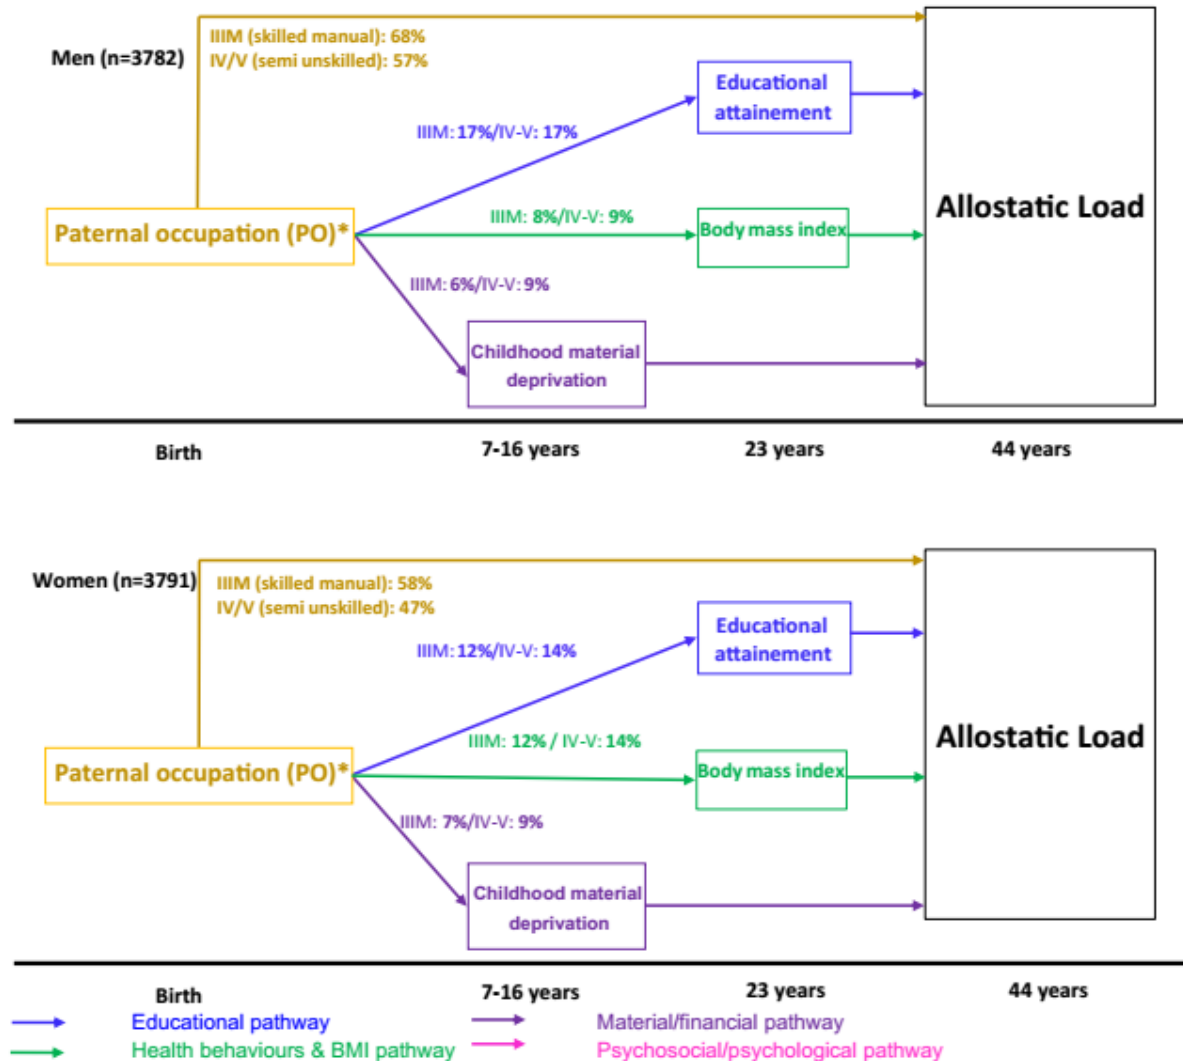 IIIM (skilled manual): 68%
Men (n=3782)
IV/V (semi unskilled): 57%
Educational
attainement
IIIM: 17%/IV-V: 17%
Allostatic Load
IIIM: 8%/IV-V: 9%
Paternal occupation (PO)*
Body mass index
IIIM: 6%/IV-V: 9%
Childhood material
deprivation
Birth
7-16 years
23 years
44 years
Women (n=3791)
IIIM (skilled manual): 58%
IV/V (semi unskilled): 47%
Educational
attainement
IIIM: 12%/IV-V: 14%
Allostatic Load
IIIM: 12% / IV-V: 14%
Paternal occupation (PO)*
Body mass index
IIIM: 7%/IV-V: 9%
Childhood material
deprivation
Birth
7-16 years
23 years
44 years
Educational pathway
Material/financial pathway
Health behaviours & BMI pathway
Psychosocial/psychological pathway